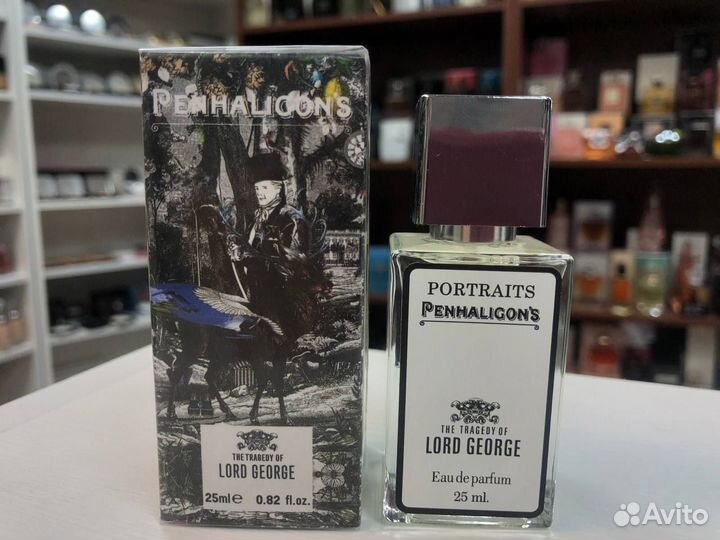 PENHALIGON'S
THE TRAGEDY OF
LORD GEORGE
25ml e 0.82 fl.oz.
PORTRAITS
PENHALIGON'S
THE TRAGEDY OF
LORD GEORGE
Eau de parfum
25 ml.
Avito